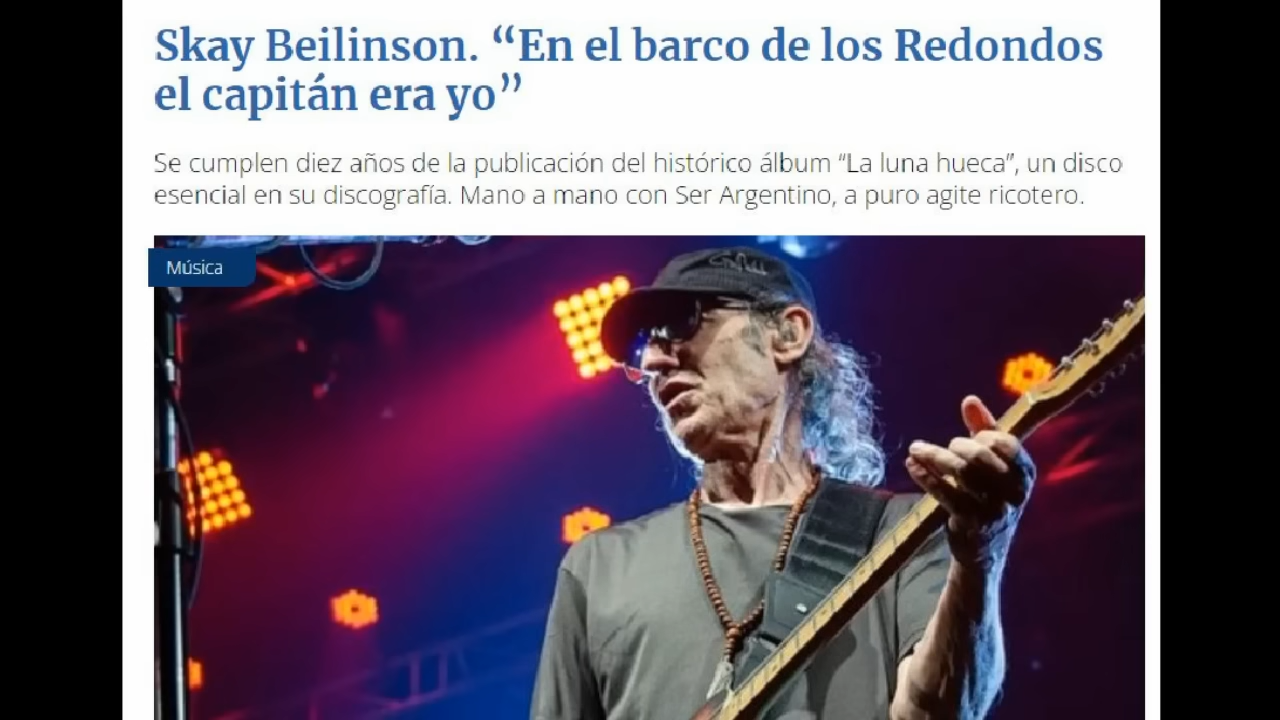 Skay Beilinson. “En el barco de los Redondos
el capitán era yo”
Se cumplen diez años de la publicación del histórico álbum “La luna hueca”, un disco
esencial en su discografía. Mano a mano con Ser Argentino, a puro agite ricotero.
Música